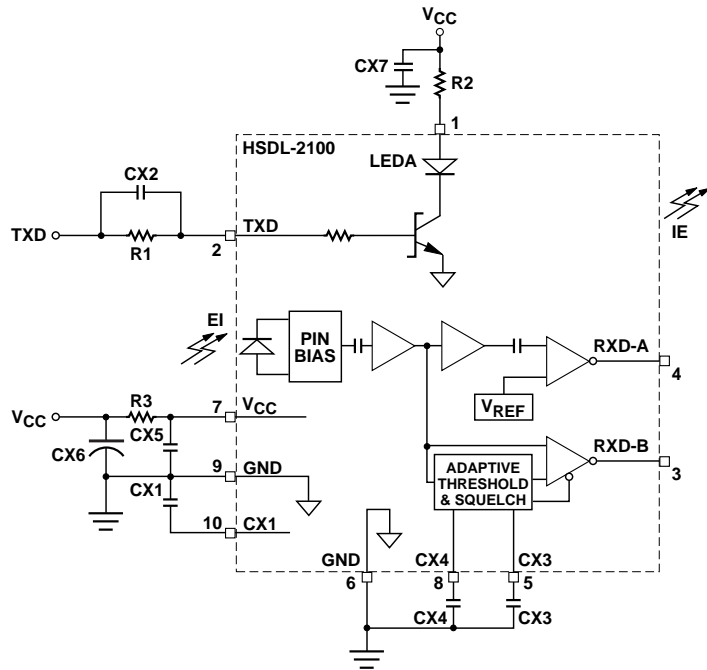 VCC
CX7
R2
1
HSDL-2100
LEDA
CX2
TXD
R1
2
TXD
IE
EI
PIN
BIAS
RXD-A
4
VREF
VCC
R3
7
VCC
CX5
CX6
9
GND
CX1
10
CX1
RXD-B
3
ADAPTIVE
THRESHOLD
& SQUELCH
GND
6
CX4
8
CX3
5
CX4
CX3